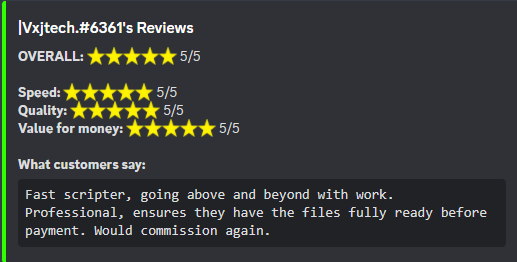 |Vxjtech.#6361's Reviews
OVERALL: ⭐⭐⭐⭐⭐ 5/5
Speed: ⭐⭐⭐⭐⭐ 5/5
Quality: ⭐⭐⭐⭐⭐ 5/5
Value for money: ⭐⭐⭐⭐⭐ 5/5
What customers say:
Fast scripter, going above and beyond with work.
Professional, ensures they have the files fully ready before
payment. Would commission again.